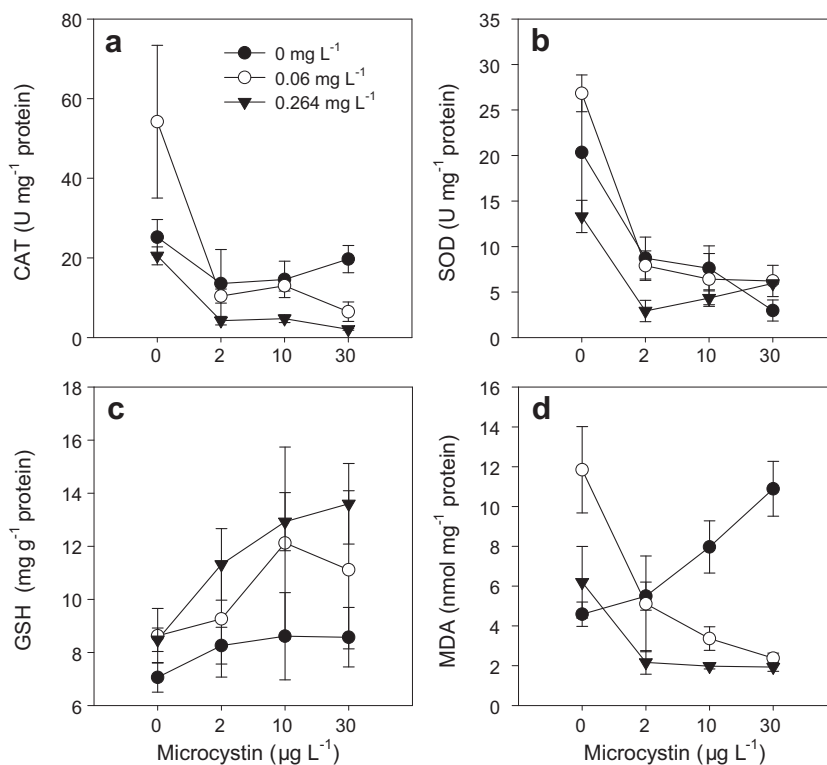 a
0 mg L⁻¹
0.06 mg L⁻¹
0.264 mg L⁻¹
CAT (U mg⁻¹ protein)
80
60
40
20
0
0 2 10 30
b
SOD (U mg⁻¹ protein)
35
30
25
20
15
10
5
0
0 2 10 30
c
GSH (mg g⁻¹ protein)
18
16
14
12
10
8
6
0 2 10 30
Microcystin (µg L⁻¹)
d
MDA (nmol mg⁻¹ protein)
16
14
12
10
8
6
4
2
0
0 2 10 30
Microcystin (µg L⁻¹)